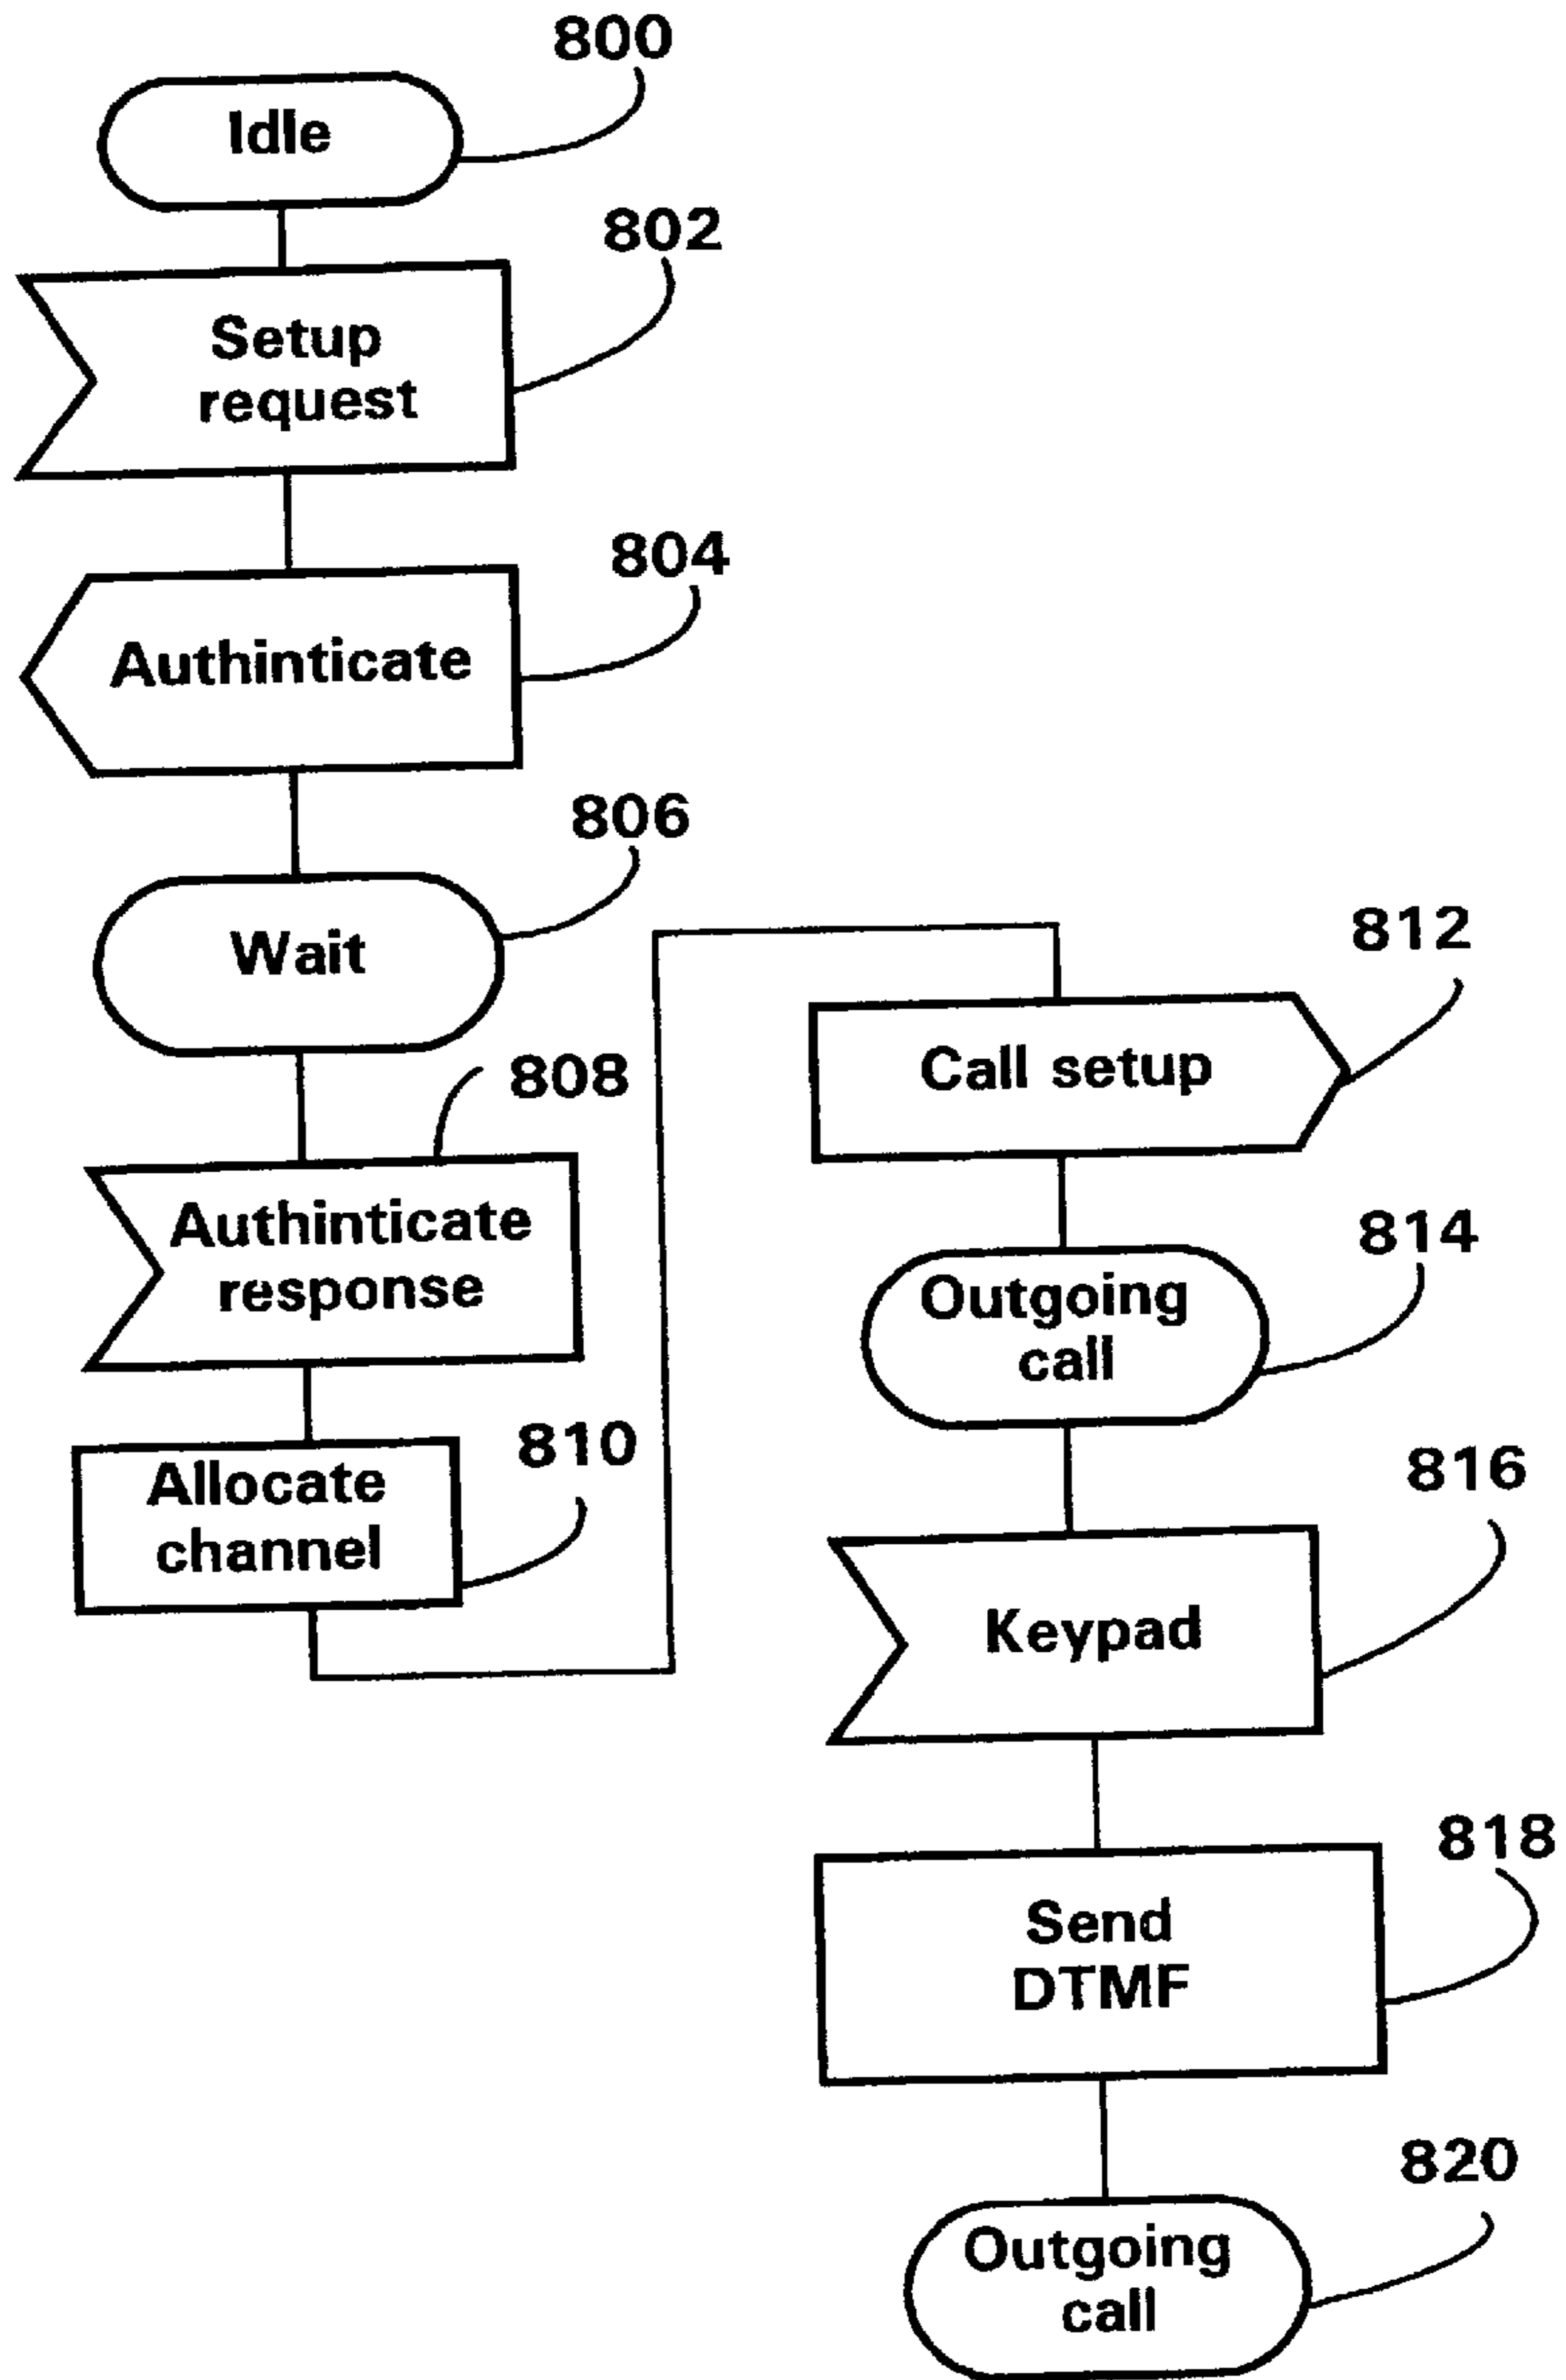 800
Idle
802
Setup
request
804
Authinticate
806
Wait
808
Authinticate
response
810
Allocate
channel
812
Call setup
814
Outgoing
call
816
Keypad
818
Send
DTMF
820
Outgoing
call